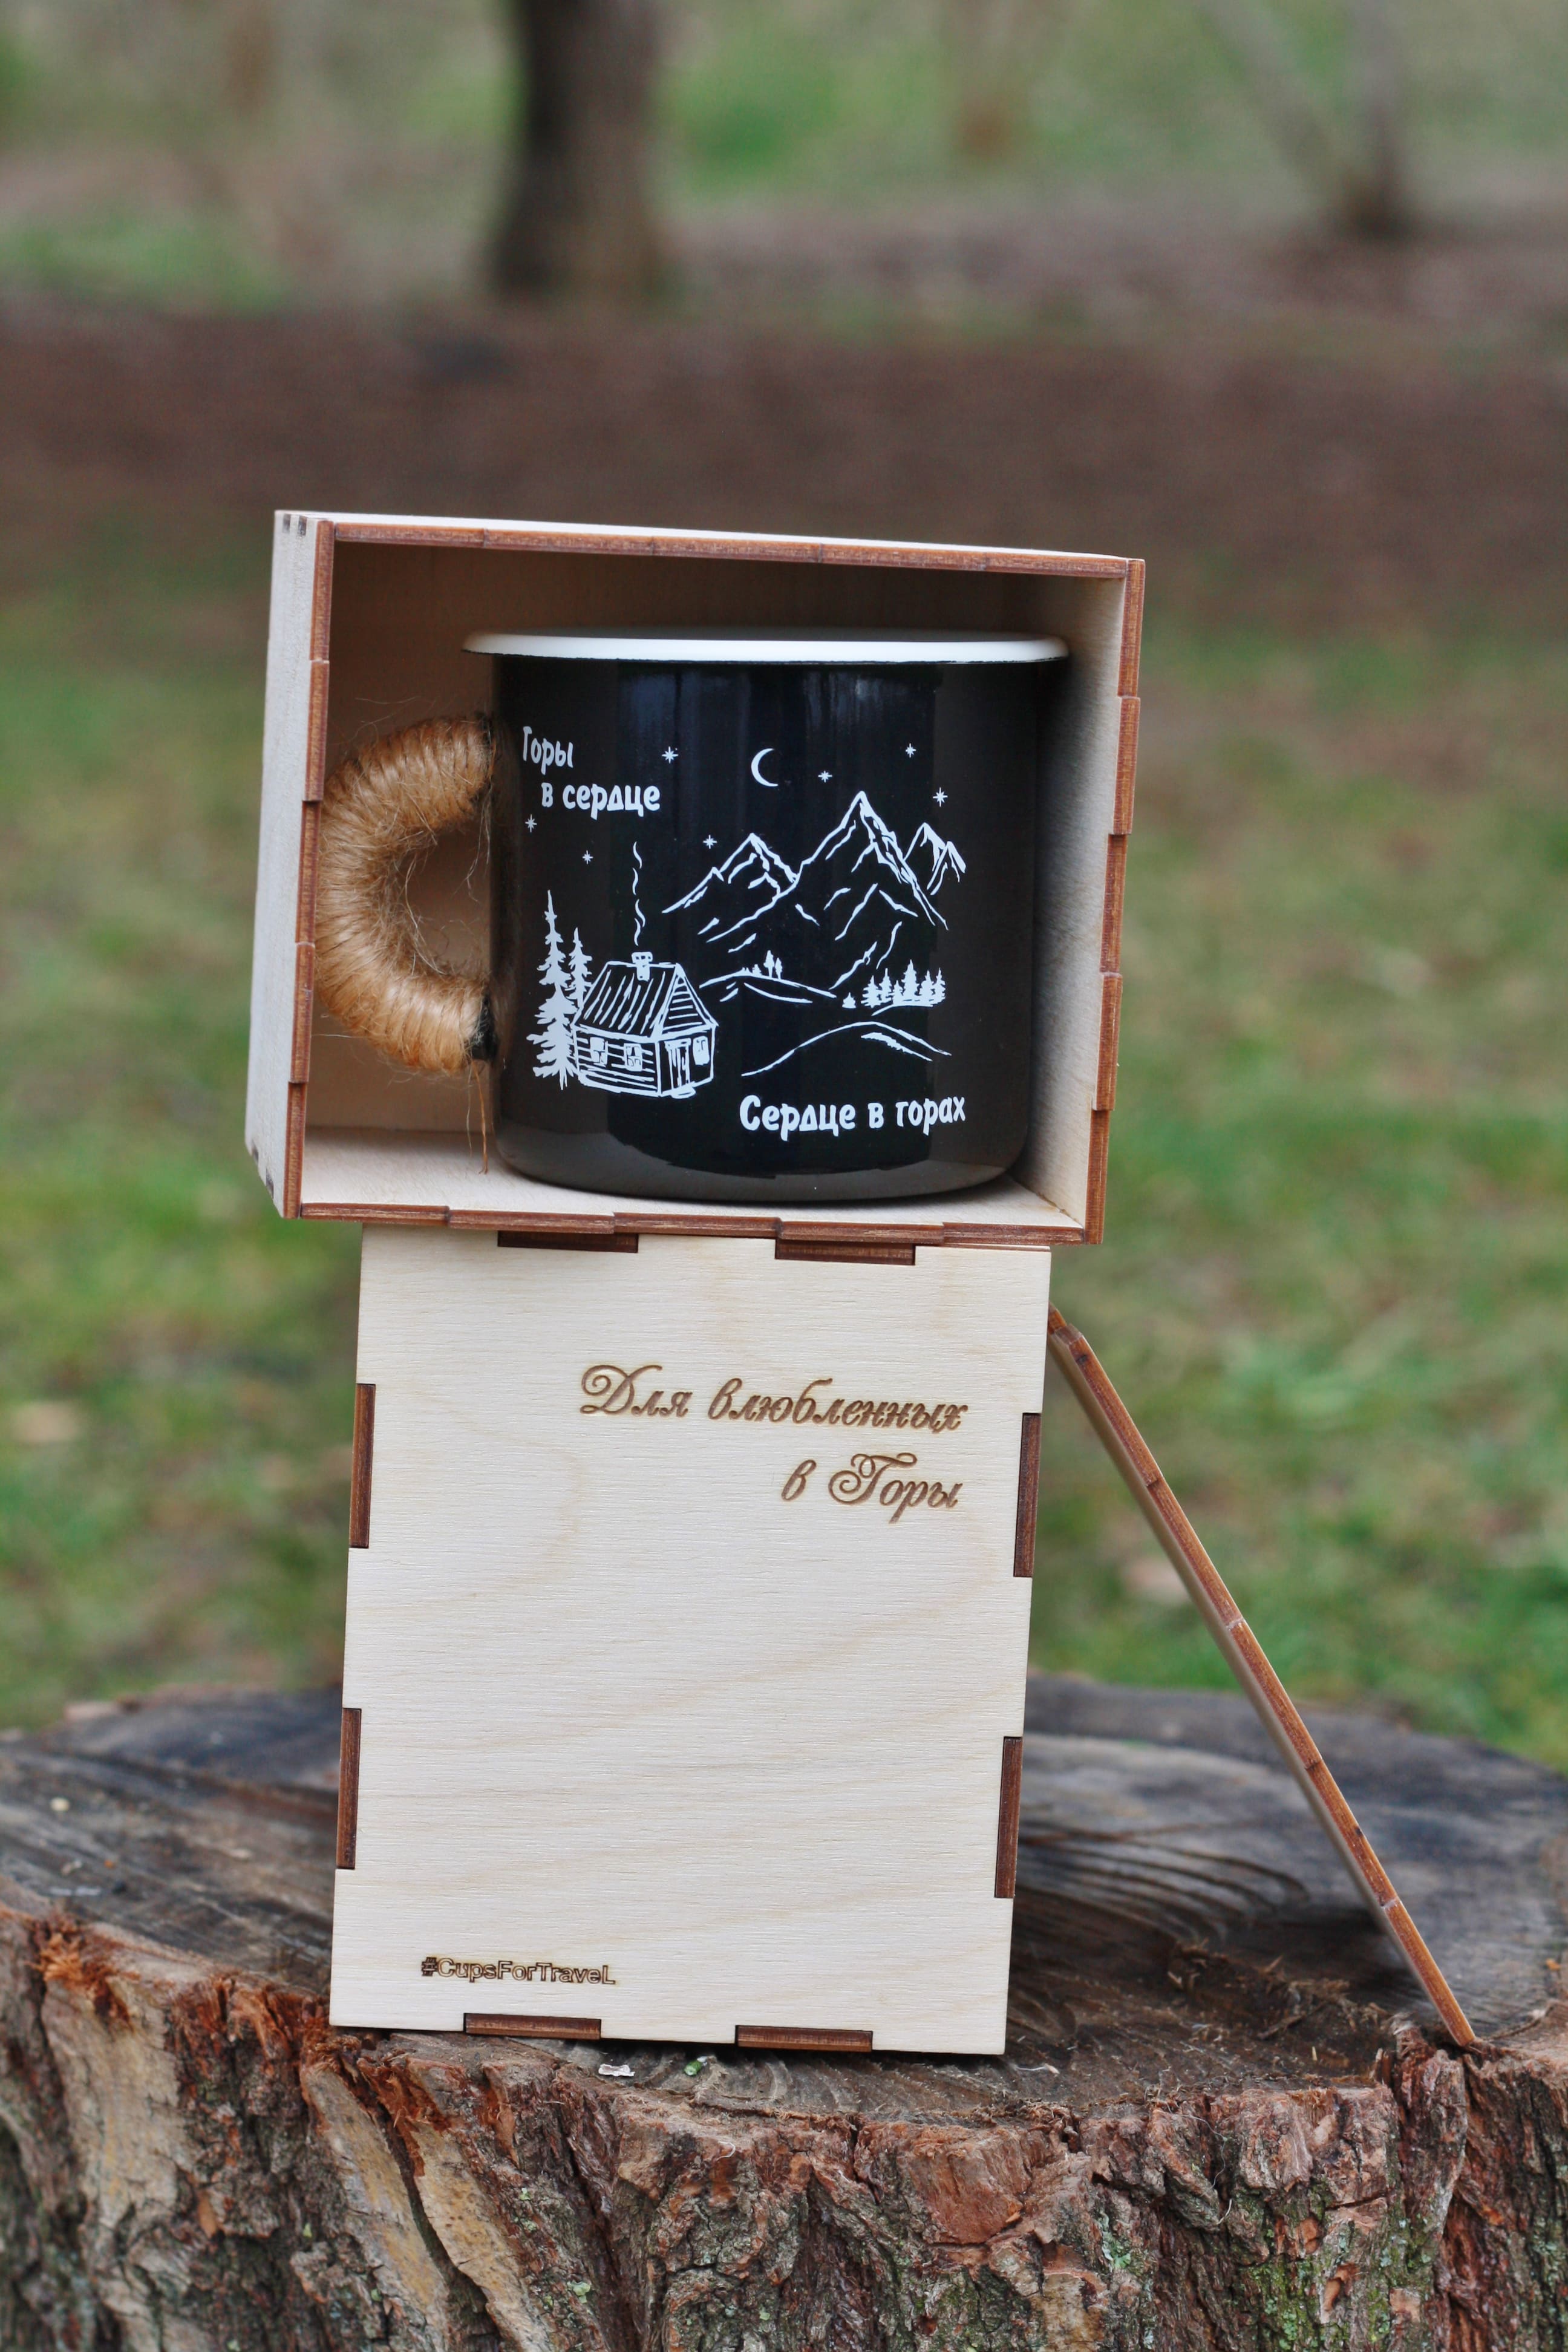 Горы
в сердце
Сердце в горах
Для влюбленных
в Горы
#CupsForTraveL